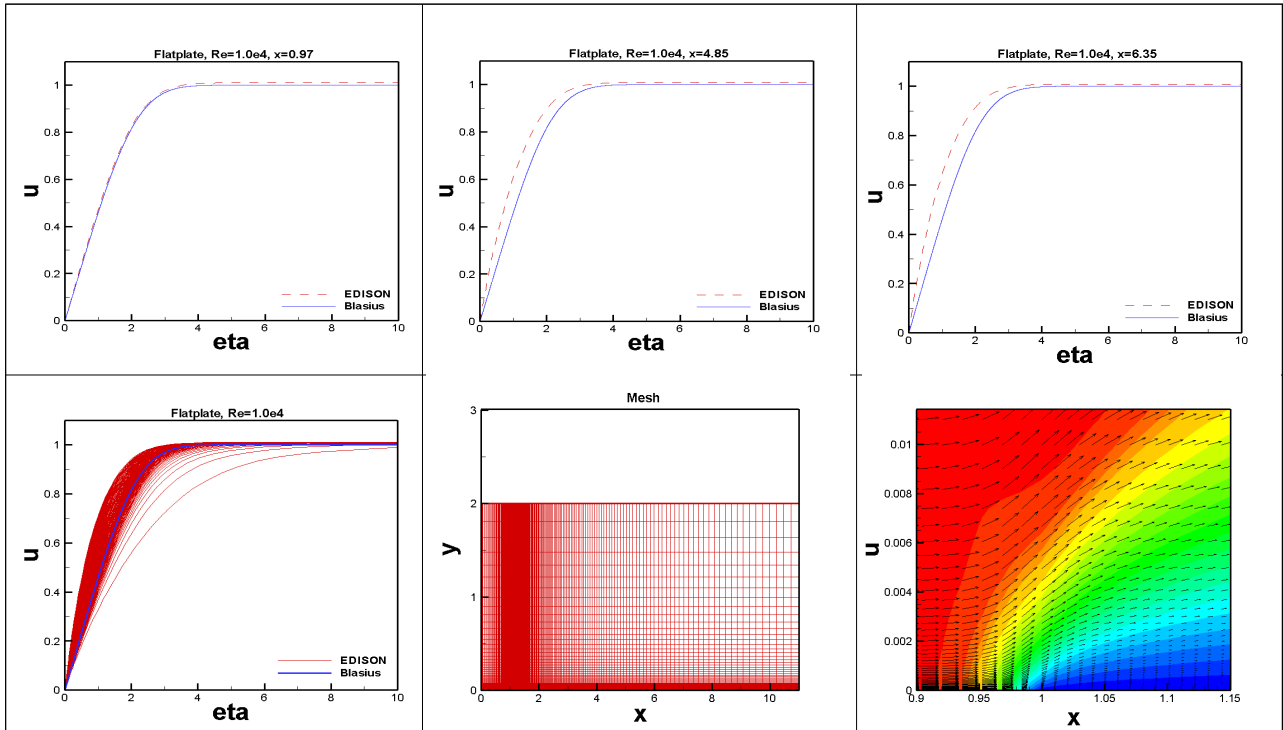 Flatplate, Re=1.0e4, x=0.97
u
1
0.8
0.6
0.4
0.2
0
0 2 4 6 8 10
eta
EDISON
Blasius
Flatplate, Re=1.0e4, x=4.85
u
1
0.8
0.6
0.4
0.2
0
0 2 4 6 8 10
eta
EDISON
Blasius
Flatplate, Re=1.0e4, x=6.35
u
1
0.8
0.6
0.4
0.2
0
0 2 4 6 8 10
eta
EDISON
Blasius
Flatplate, Re=1.0e4
u
1
0.8
0.6
0.4
0.2
0
0 2 4 6 8 10
eta
EDISON
Blasius
Mesh
y
3
2
1
0
0 2 4 6 8 10
x
u
0.01
0.008
0.006
0.004
0.002
0
0.9 0.95 1 1.05 1.1 1.15
x